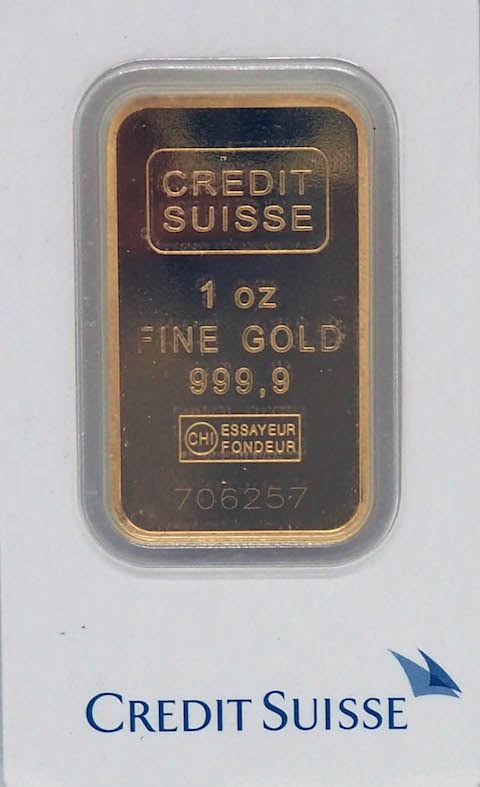 CREDIT
SUISSE
1 oz
FINE GOLD
999,9
CHI ESSAYEUR
FONDEUR
706257
CREDIT SUISSE